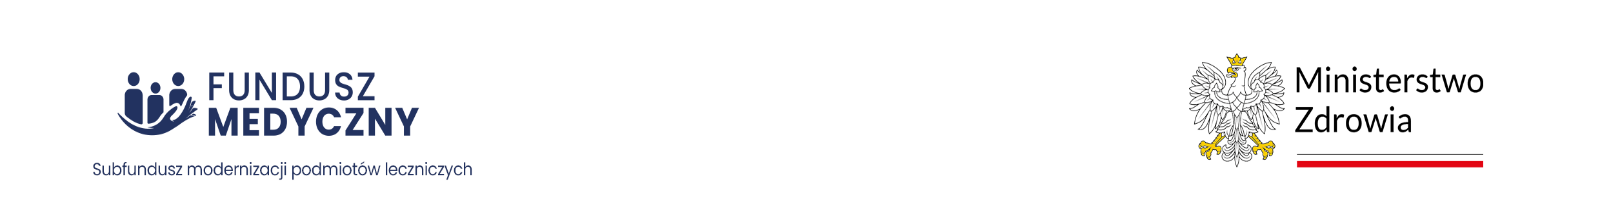 FUNDUSZ
MEDYCZNY
Subfundusz modernizacji podmiotów leczniczych
Ministerstwo
Zdrowia